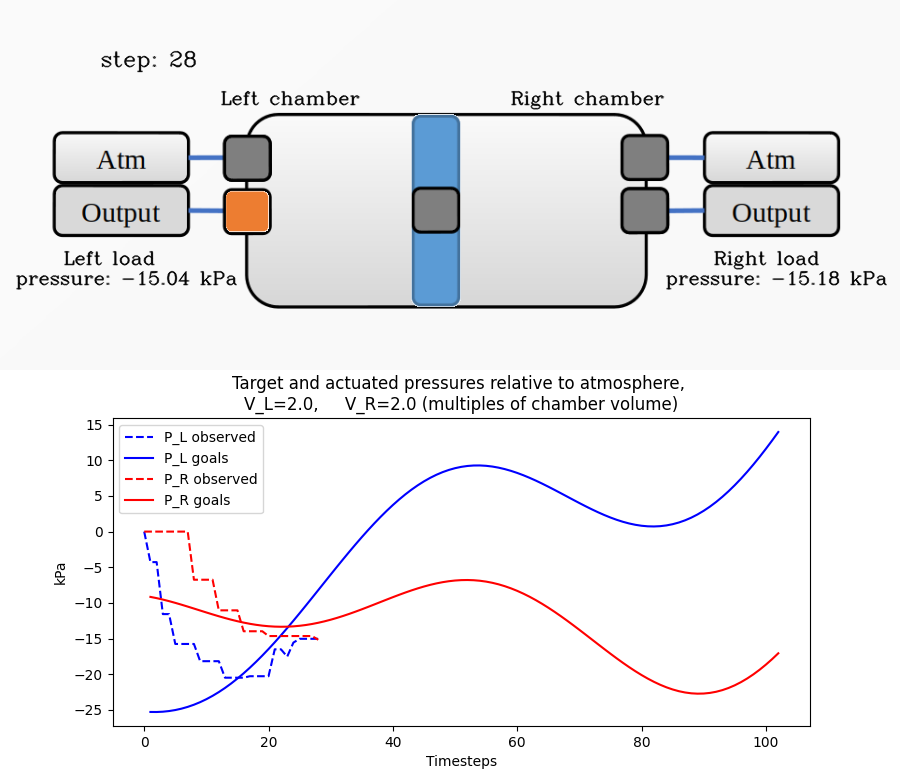 step: 28
Left chamber
Right chamber
Atm
Atm
Output
Output
Left load
pressure: −15.04 kPa
Right load
pressure: −15.18 kPa
Target and actuated pressures relative to atmosphere,
V_L=2.0, V_R=2.0 (multiples of chamber volume)
P_L observed
P_L goals
P_R observed
P_R goals
15
10
5
0
−5
−10
−15
−20
−25
kPa
0
20
40
60
80
100
Timesteps